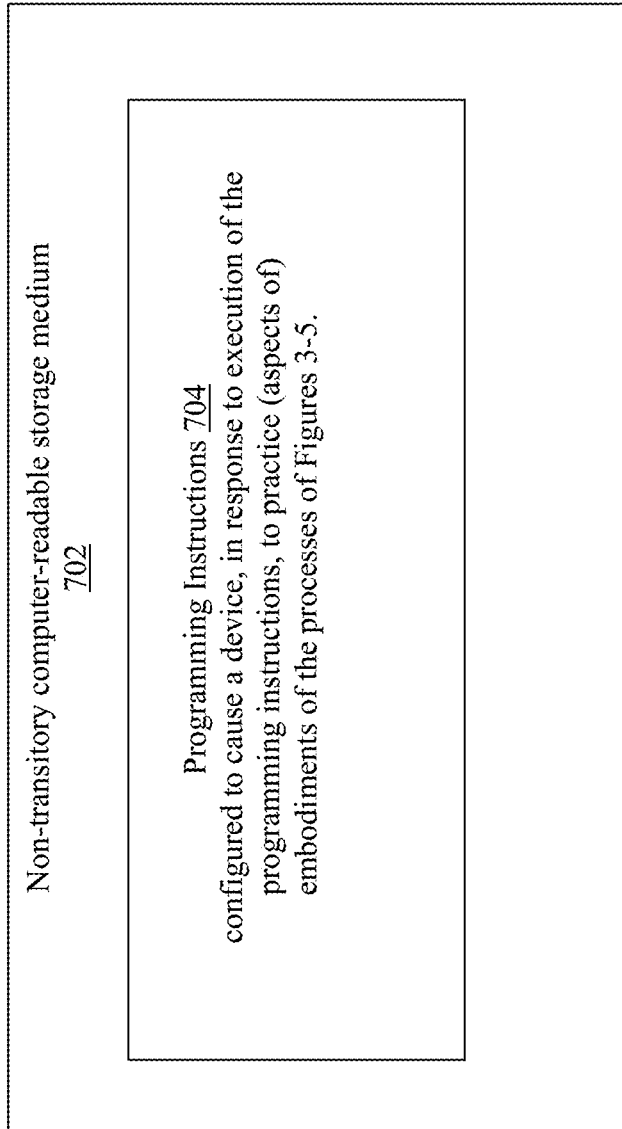 Non-transitory computer-readable storage medium
702
Programming Instructions 704
configured to cause a device, in response to execution of the
programming instructions, to practice (aspects of)
embodiments of the processes of Figures 3-5.